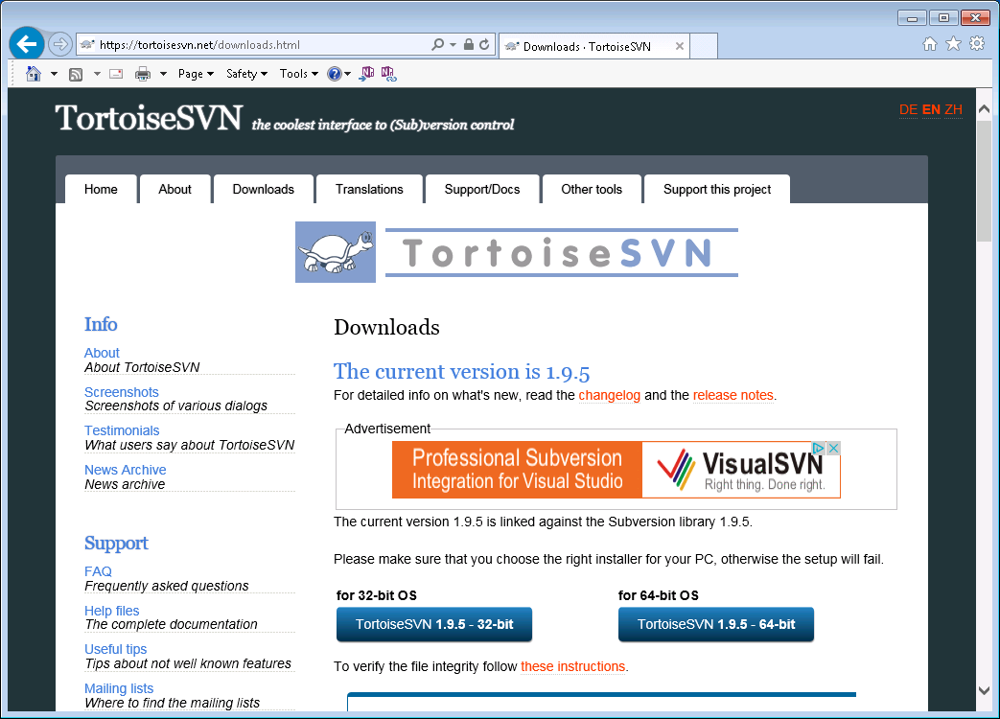 https://tortoisesvn.net/downloads.html
Downloads · TortoiseSVN
Page
Safety
Tools
TortoiseSVN the coolest interface to (Sub)version control
DE EN ZH
Home
About
Downloads
Translations
Support/Docs
Other tools
Support this project
TortoiseSVN
Info
About
About TortoiseSVN
Screenshots
Screenshots of various dialogs
Testimonials
What users say about TortoiseSVN
News Archive
News archive
Support
FAQ
Frequently asked questions
Help files
The complete documentation
Useful tips
Tips about not well known features
Mailing lists
Where to find the mailing lists
Downloads
The current version is 1.9.5
For detailed info on what's new, read the changelog and the release notes.
Advertisement
Professional Subversion
Integration for Visual Studio
VisualSVN
Right thing. Done right.
The current version 1.9.5 is linked against the Subversion library 1.9.5.
Please make sure that you choose the right installer for your PC, otherwise the setup will fail.
for 32-bit OS
TortoiseSVN 1.9.5 - 32-bit
for 64-bit OS
TortoiseSVN 1.9.5 - 64-bit
To verify the file integrity follow these instructions.